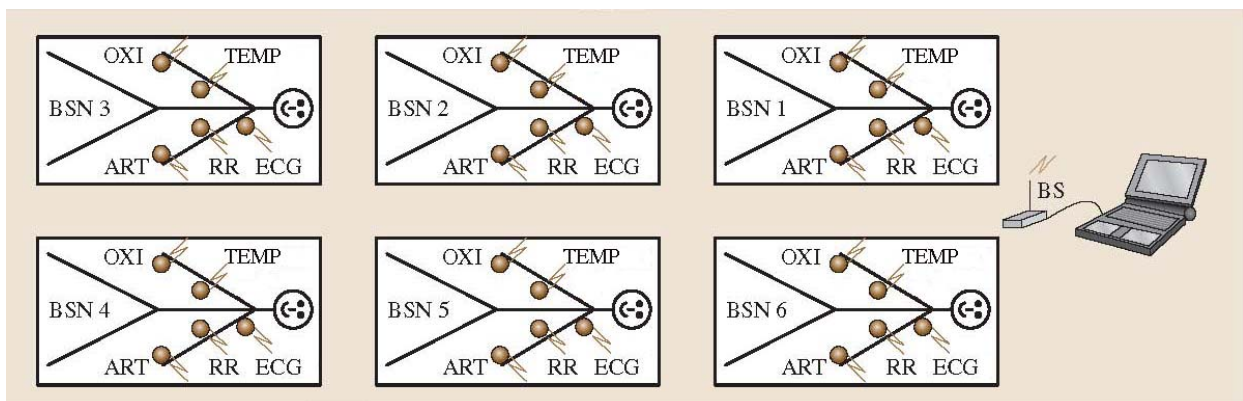 OXI TEMP
BSN 3
ART RR ECG
OXI TEMP
BSN 2
ART RR ECG
OXI TEMP
BSN 1
ART RR ECG
BS
OXI TEMP
BSN 4
ART RR ECG
OXI TEMP
BSN 5
ART RR ECG
OXI TEMP
BSN 6
ART RR ECG